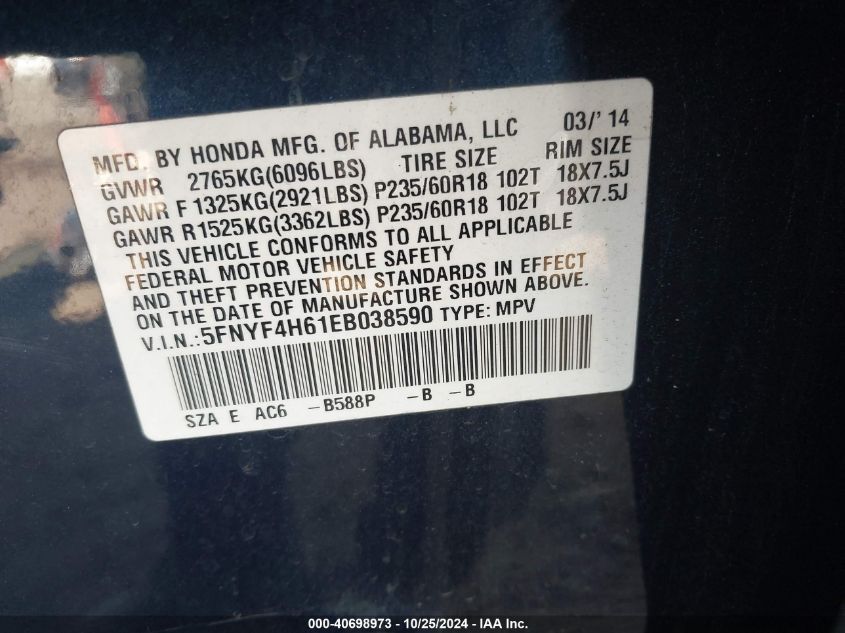 MFD. BY HONDA MFG. OF ALABAMA, LLC 03/'14
GVWR 2765KG(6096LBS) TIRE SIZE RIM SIZE
GAWR F1325KG(2921LBS) P235/60R18 102T 18X7.5J
GAWR R1525KG(3362LBS) P235/60R18 102T 18X7.5J
THIS VEHICLE CONFORMS TO ALL APPLICABLE
FEDERAL MOTOR VEHICLE SAFETY
AND THEFT PREVENTION STANDARDS IN EFFECT
ON THE DATE OF MANUFACTURE SHOWN ABOVE.
V.I.N.:5FNYF4H61EB038590 TYPE: MPV
SZA E AC6 -B588P -B -B
000-40698973 - 10/25/2024 - IAA Inc.